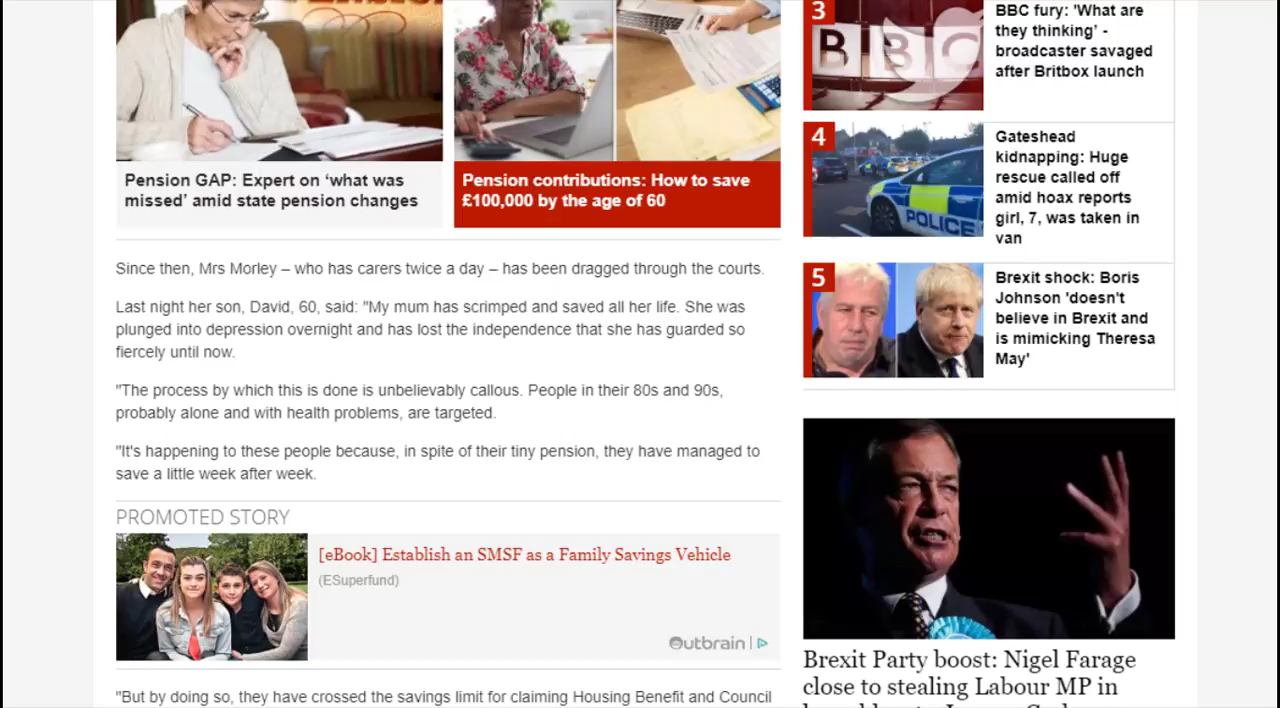 Pension GAP: Expert on ‘what was
missed’ amid state pension changes
Pension contributions: How to save
£100,000 by the age of 60
Since then, Mrs Morley – who has carers twice a day – has been dragged through the courts.
Last night her son, David, 60, said: "My mum has scrimped and saved all her life. She was
plunged into depression overnight and has lost the independence that she has guarded so
fiercely until now.
"The process by which this is done is unbelievably callous. People in their 80s and 90s,
probably alone and with health problems, are targeted.
"It's happening to these people because, in spite of their tiny pension, they have managed to
save a little week after week.
PROMOTED STORY
[eBook] Establish an SMSF as a Family Savings Vehicle
(ESuperfund)
Outbrain
"But by doing so, they have crossed the savings limit for claiming Housing Benefit and Council
3
BBC
BBC fury: 'What are
they thinking’ -
broadcaster savaged
after Britbox launch
4
POLICE
Gateshead
kidnapping: Huge
rescue called off
amid hoax reports
girl, 7, was taken in
van
5
Brexit shock: Boris
Johnson 'doesn't
believe in Brexit and
is mimicking Theresa
May'
Brexit Party boost: Nigel Farage
close to stealing Labour MP in